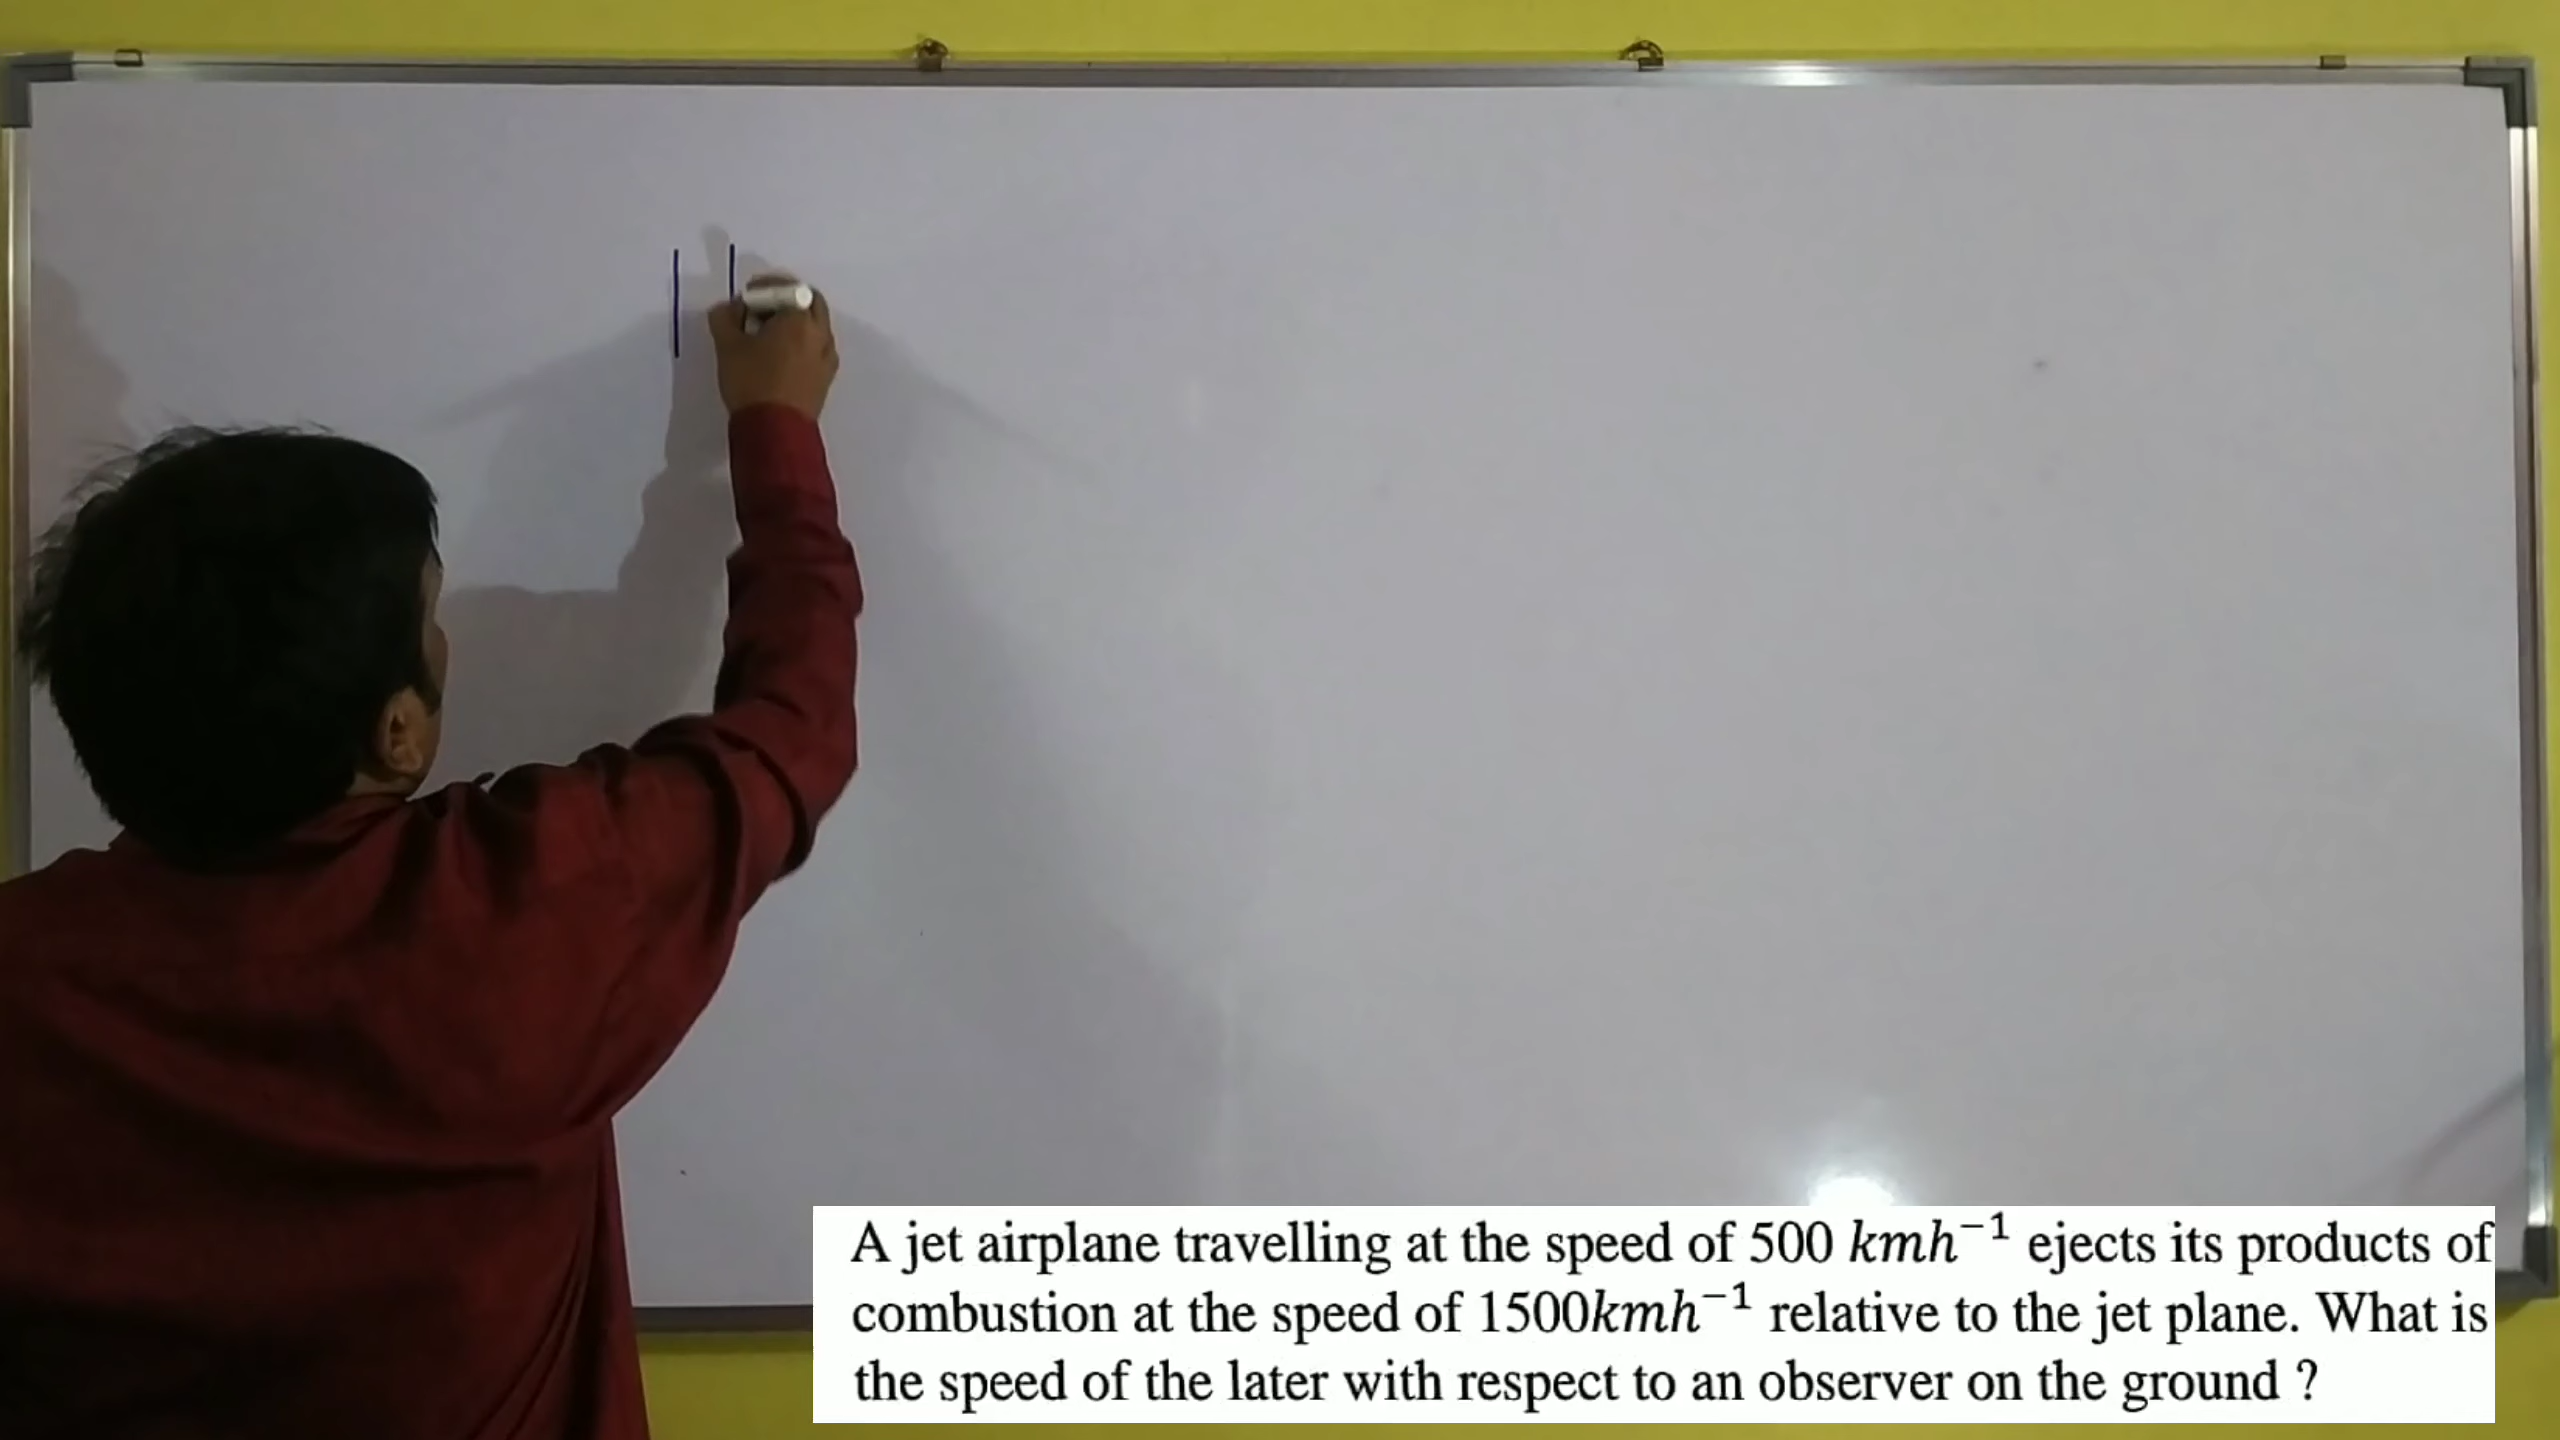 A jet airplane travelling at the speed of 500 kmh⁻¹ ejects its products of
combustion at the speed of 1500kmh⁻¹ relative to the jet plane. What is
the speed of the later with respect to an observer on the ground ?